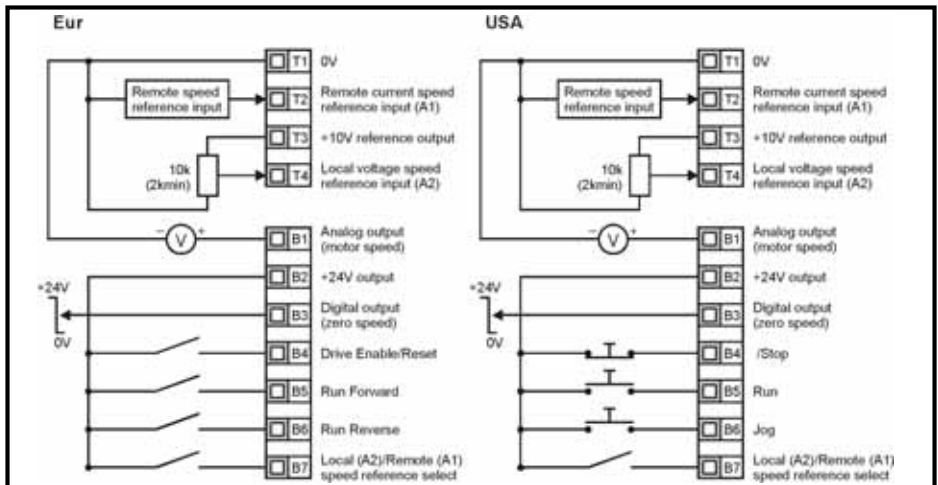 Eur
T1 0V
Remote speed
reference input
T2 Remote current speed
reference input (A1)
T3 +10V reference output
10k
(2kmin)
T4 Local voltage speed
reference input (A2)
− V +
B1 Analog output
(motor speed)
B2 +24V output
+24V
0V
B3 Digital output
(zero speed)
B4 Drive Enable/Reset
B5 Run Forward
B6 Run Reverse
B7 Local (A2)/Remote (A1)
speed reference select
USA
T1 0V
Remote speed
reference input
T2 Remote current speed
reference input (A1)
T3 +10V reference output
10k
(2kmin)
T4 Local voltage speed
reference input (A2)
− V +
B1 Analog output
(motor speed)
B2 +24V output
+24V
0V
B3 Digital output
(zero speed)
B4 /Stop
B5 Run
B6 Jog
B7 Local (A2)/Remote (A1)
speed reference select